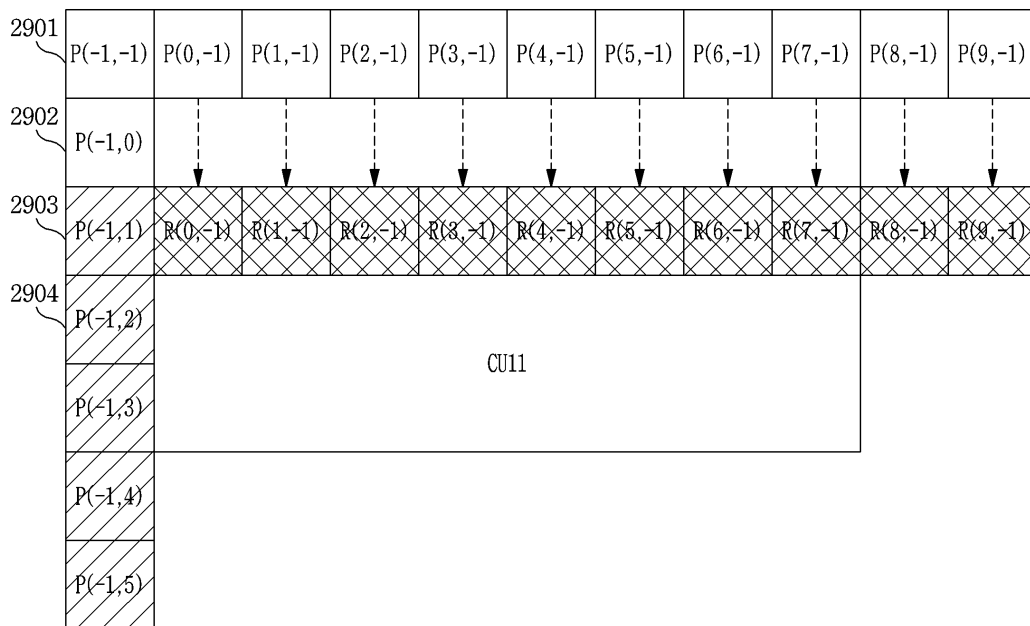 2901
P(-1,-1) P(0,-1) P(1,-1) P(2,-1) P(3,-1) P(4,-1) P(5,-1) P(6,-1) P(7,-1) P(8,-1) P(9,-1)
2902
P(-1,0)
2903
P(-1,1) R(0,-1) R(1,-1) R(2,-1) R(3,-1) R(4,-1) R(5,-1) R(6,-1) R(7,-1) R(8,-1) R(9,-1)
2904
P(-1,2)
CU11
P(-1,3)
P(-1,4)
P(-1,5)